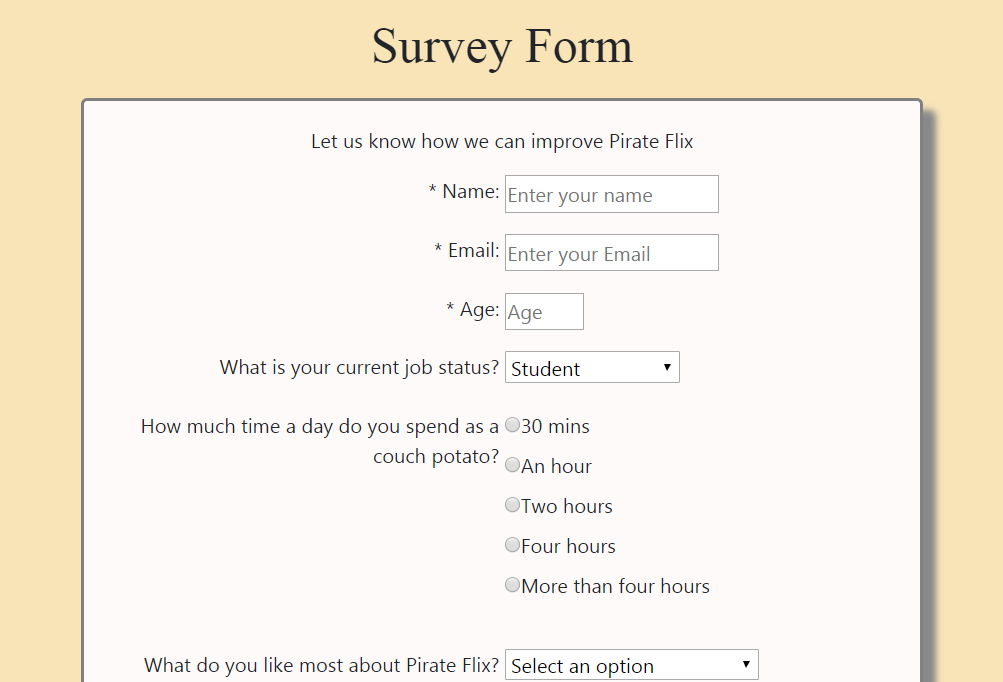 Survey Form
Let us know how we can improve Pirate Flix
* Name: Enter your name
* Email: Enter your Email
* Age: Age
What is your current job status? Student
How much time a day do you spend as a 30 mins
couch potato?
An hour
Two hours
Four hours
More than four hours
What do you like most about Pirate Flix? Select an option